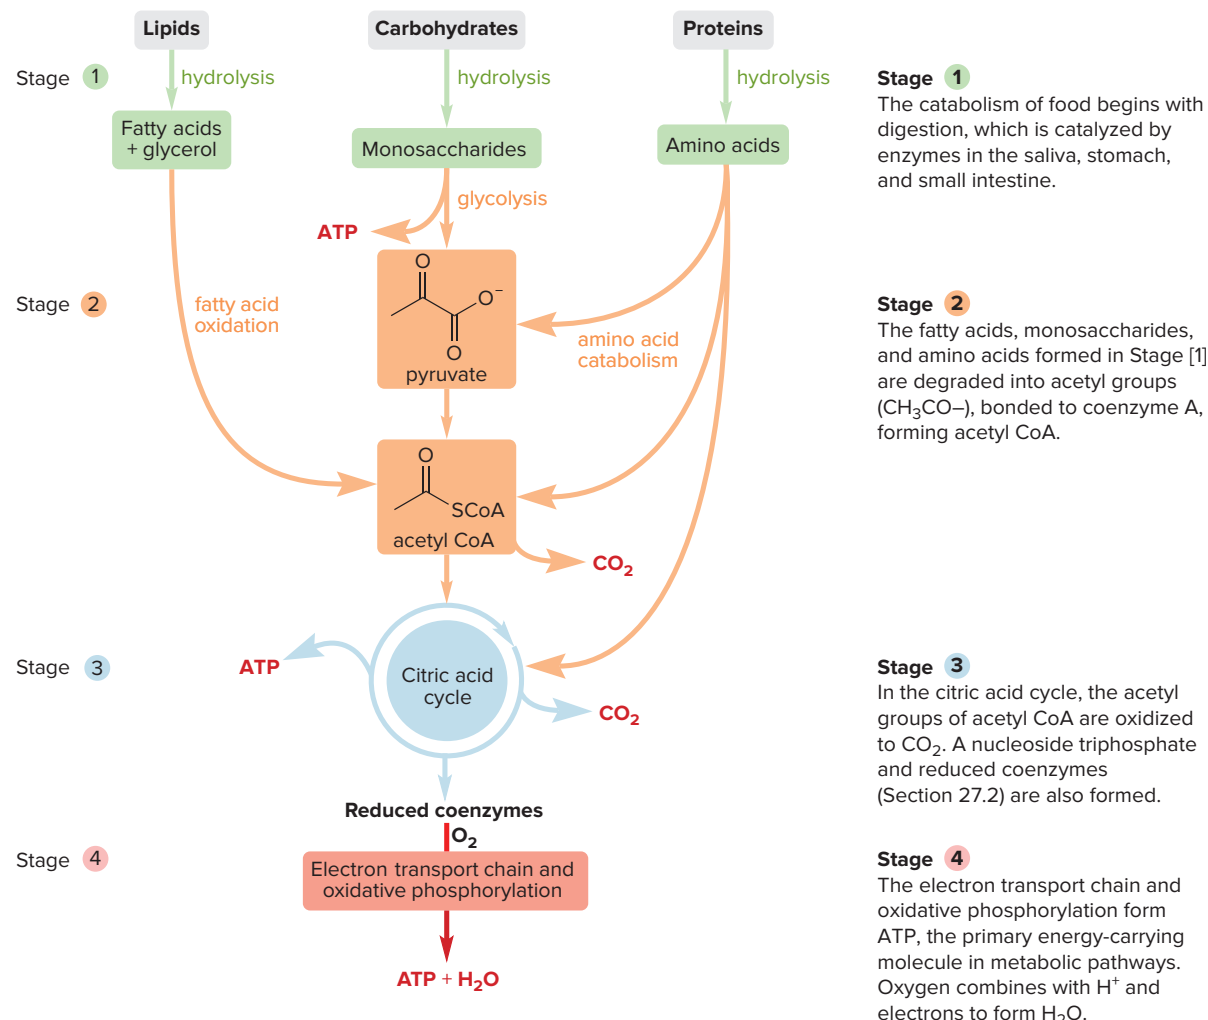 Lipids
Carbohydrates
Proteins
Stage 1
hydrolysis
hydrolysis
hydrolysis
Fatty acids
+ glycerol
Monosaccharides
Amino acids
glycolysis
ATP
O
O⁻
O
pyruvate
Stage 2
fatty acid
oxidation
amino acid
catabolism
O
SCoA
acetyl CoA
CO₂
Stage 3
ATP
Citric acid
cycle
CO₂
Reduced coenzymes
O₂
Stage 4
Electron transport chain and
oxidative phosphorylation
ATP + H₂O
Stage 1
The catabolism of food begins with
digestion, which is catalyzed by
enzymes in the saliva, stomach,
and small intestine.
Stage 2
The fatty acids, monosaccharides,
and amino acids formed in Stage [1]
are degraded into acetyl groups
(CH₃CO–), bonded to coenzyme A,
forming acetyl CoA.
Stage 3
In the citric acid cycle, the acetyl
groups of acetyl CoA are oxidized
to CO₂. A nucleoside triphosphate
and reduced coenzymes
(Section 27.2) are also formed.
Stage 4
The electron transport chain and
oxidative phosphorylation form
ATP, the primary energy-carrying
molecule in metabolic pathways.
Oxygen combines with H⁺ and
electrons to form H₂O.